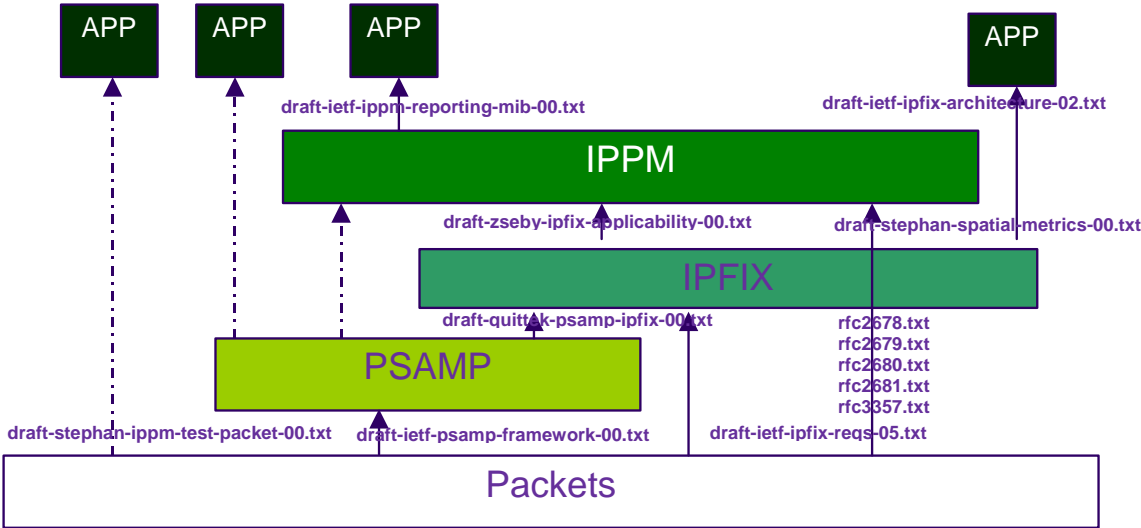 APP
APP
APP
APP
draft-ietf-ippm-reporting-mib-00.txt
draft-ietf-ipfix-architecture-02.txt
IPPM
draft-zseby-ipfix-applicability-00.txt
draft-stephan-spatial-metrics-00.txt
IPFIX
draft-quittek-psamp-ipfix-00.txt
rfc2678.txt
rfc2679.txt
rfc2680.txt
rfc2681.txt
rfc3357.txt
PSAMP
draft-stephan-ippm-test-packet-00.txt
draft-ietf-psamp-framework-00.txt
draft-ietf-ipfix-reqs-05.txt
Packets